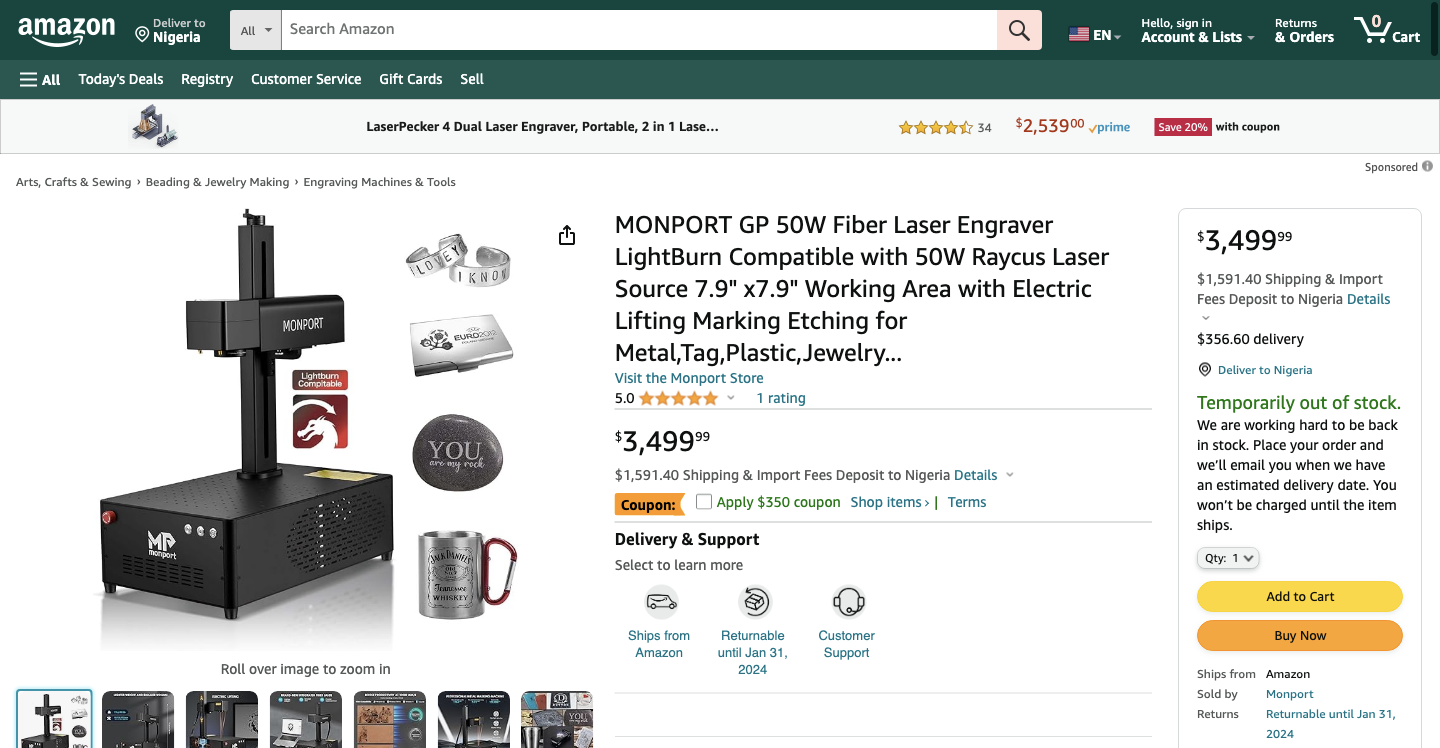 amazon
Deliver to
Nigeria
All
Search Amazon
EN
Hello, sign in
Account & Lists
Returns
& Orders
0
Cart
All
Today's Deals
Registry
Customer Service
Gift Cards
Sell
LaserPecker 4 Dual Laser Engraver, Portable, 2 in 1 Lase…
34
$2,53900
prime
Save 20% with coupon
Sponsored
Arts, Crafts & Sewing › Beading & Jewelry Making › Engraving Machines & Tools
MONPORT
Lightburn
Compitable
MP
monport
I LOVE Y
I KNOW
EURO2012
YOU
are my rock
JACK DANIEL'S
Tennessee
WHISKEY
Roll over image to zoom in
MONPORT GP 50W Fiber Laser Engraver
LightBurn Compatible with 50W Raycus Laser
Source 7.9" x7.9" Working Area with Electric
Lifting Marking Etching for
Metal,Tag,Plastic,Jewelry...
Visit the Monport Store
5.0
1 rating
$3,49999
$1,591.40 Shipping & Import Fees Deposit to Nigeria Details
Coupon:
Apply $350 coupon Shop items › | Terms
Delivery & Support
Select to learn more
Ships from
Amazon
Returnable
until Jan 31,
2024
Customer
Support
$3,49999
$1,591.40 Shipping & Import
Fees Deposit to Nigeria Details
$356.60 delivery
Deliver to Nigeria
Temporarily out of stock.
We are working hard to be back
in stock. Place your order and
we'll email you when we have
an estimated delivery date. You
won't be charged until the item
ships.
Qty: 1
Add to Cart
Buy Now
Ships from Amazon
Sold by Monport
Returns Returnable until Jan 31,
2024